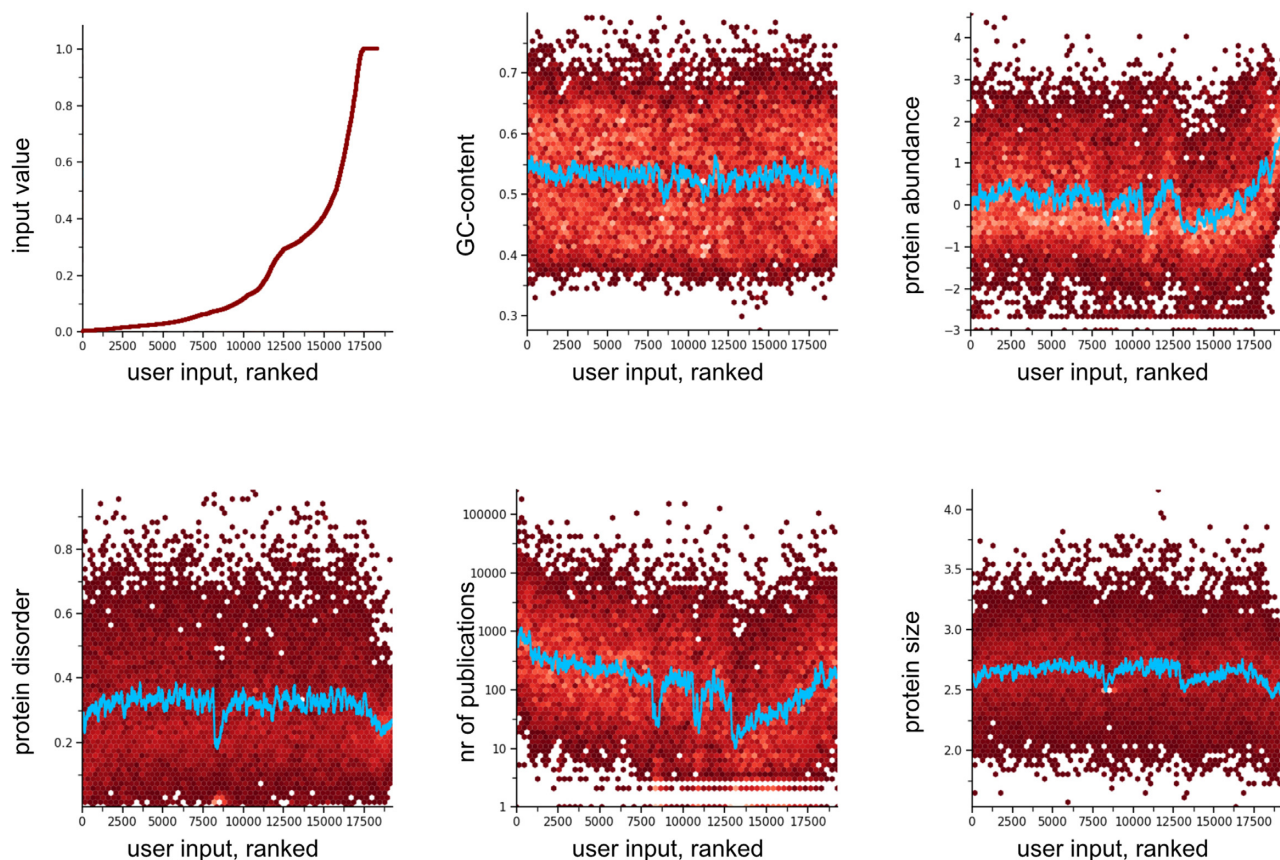 1.0
0.8
0.6
0.4
0.2
0.0
input value
0 2500 5000 7500 10000 12500 15000 17500
user input, ranked
0.7
0.6
0.5
0.4
0.3
GC-content
0 2500 5000 7500 10000 12500 15000 17500
user input, ranked
4
3
2
1
0
−1
−2
−3
protein abundance
0 2500 5000 7500 10000 12500 15000 17500
user input, ranked
0.8
0.6
0.4
0.2
protein disorder
0 2500 5000 7500 10000 12500 15000 17500
user input, ranked
100000
10000
1000
100
10
1
nr of publications
0 2500 5000 7500 10000 12500 15000 17500
user input, ranked
4.0
3.5
3.0
2.5
2.0
protein size
0 2500 5000 7500 10000 12500 15000 17500
user input, ranked